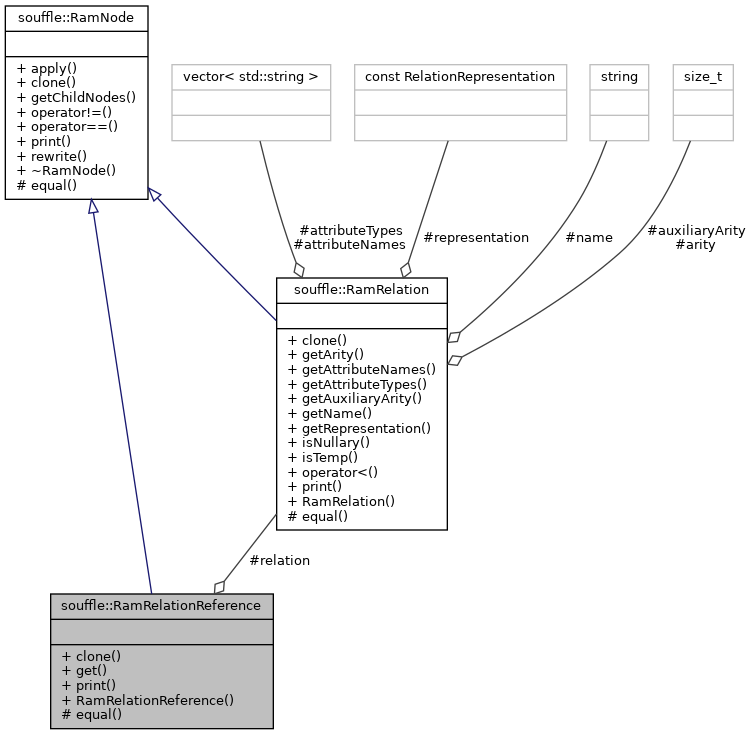 souffle::RamNode
+ apply()
+ clone()
+ getChildNodes()
+ operator!=()
+ operator==()
+ print()
+ rewrite()
+ ~RamNode()
# equal()
vector< std::string >
const RelationRepresentation
string
size_t
#attributeTypes
#attributeNames
#representation
#name
#auxiliaryArity
#arity
souffle::RamRelation
+ clone()
+ getArity()
+ getAttributeNames()
+ getAttributeTypes()
+ getAuxiliaryArity()
+ getName()
+ getRepresentation()
+ isNullary()
+ isTemp()
+ operator<()
+ print()
+ RamRelation()
# equal()
#relation
souffle::RamRelationReference
+ clone()
+ get()
+ print()
+ RamRelationReference()
# equal()